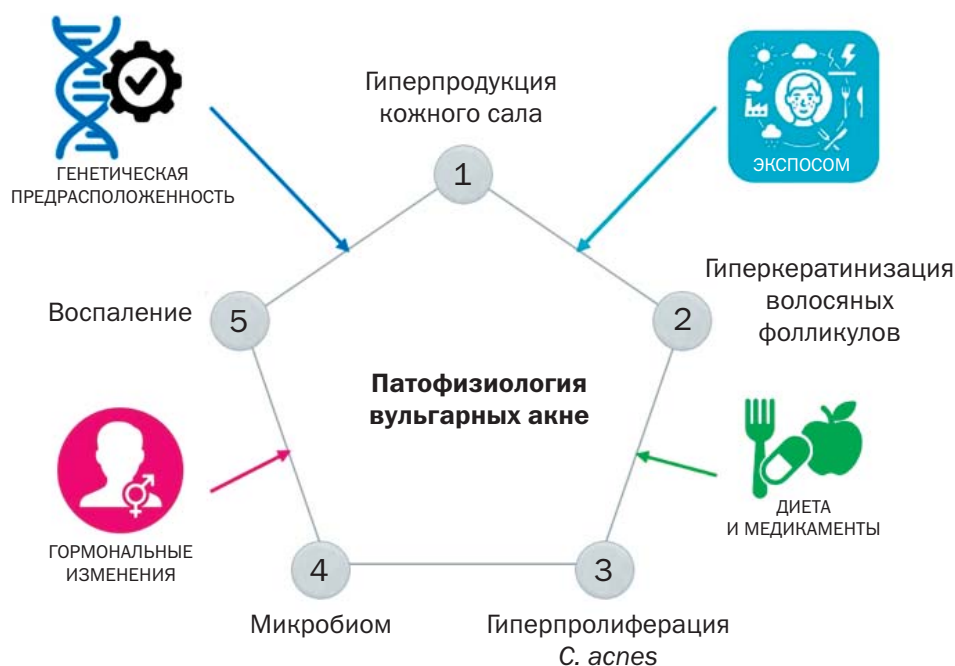 Гиперпродукция
кожного сала
1
ГЕНЕТИЧЕСКАЯ
ПРЕДРАСПОЛОЖЕННОСТЬ
ЭКСПОСОМ
Гиперкератинизация
волосяных
фолликулов
2
Воспаление
5
Патофизиология
вульгарных акне
ГОРМОНАЛЬНЫЕ
ИЗМЕНЕНИЯ
ДИЕТА
И МЕДИКАМЕНТЫ
4
3
Микробиом
Гиперпролиферация
C. acnes